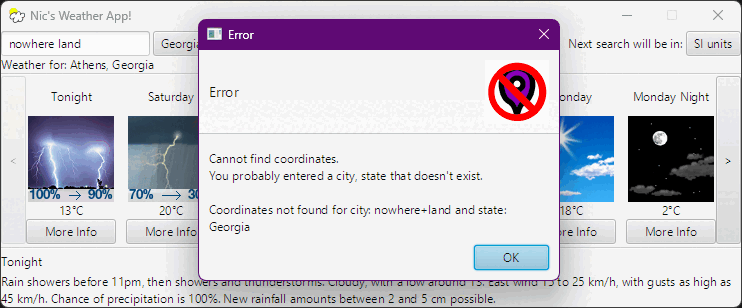 Nic's Weather App!
nowhere land
Georgia
Next search will be in:
SI units
Weather for: Athens, Georgia
Error
Error
Cannot find coordinates.
You probably entered a city, state that doesn't exist.
Coordinates not found for city: nowhere+land and state:
Georgia
OK
<
Tonight
100% → 90%
13°C
More Info
Saturday
70%
20°C
More Info
18°C
More Info
Monday Night
2°C
More Info
>
Tonight
Rain showers before 11pm, then showers and thunderstorms. Cloudy, with a low around 13. East wind 15 to 25 km/h, with gusts as high as
45 km/h. Chance of precipitation is 100%. New rainfall amounts between 2 and 5 cm possible.